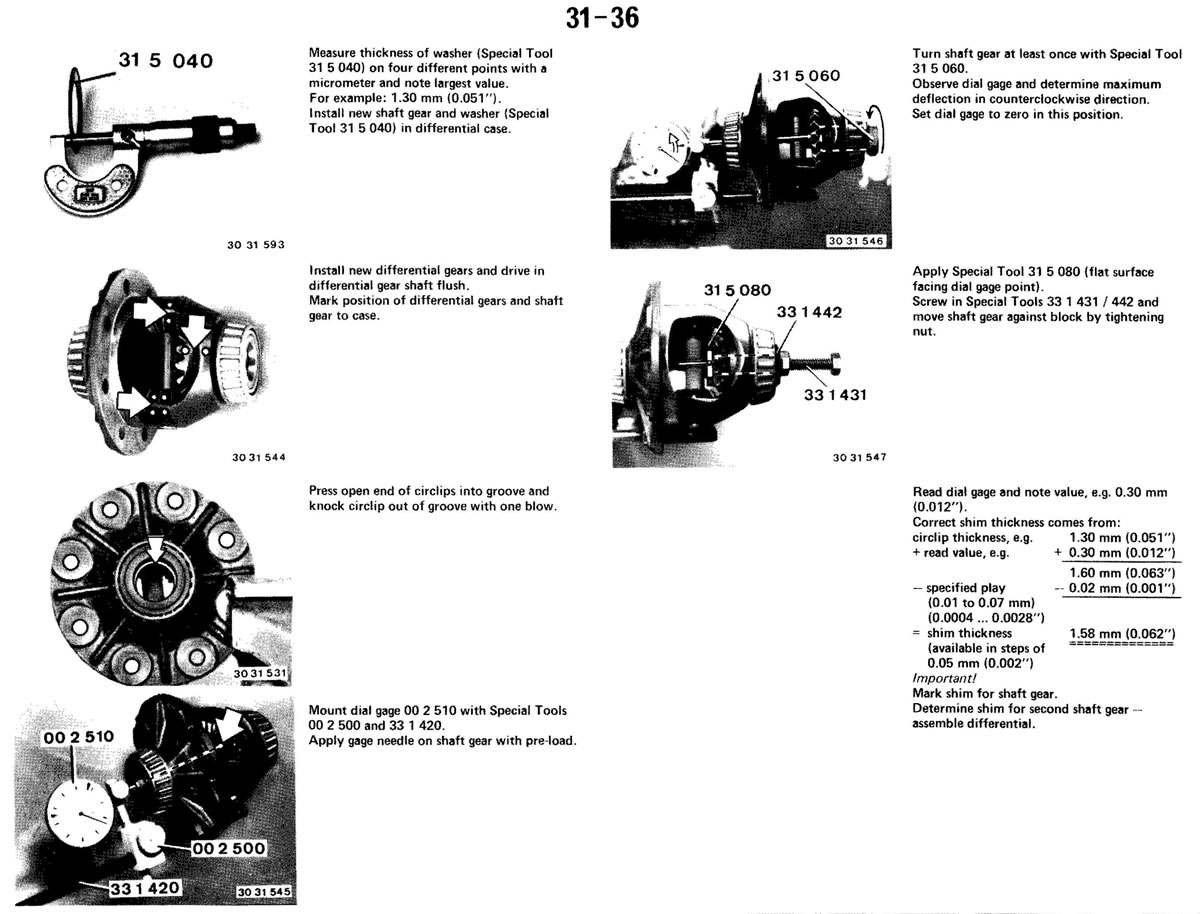 31-36
31 5 040
Measure thickness of washer (Special Tool
31 5 040) on four different points with a
micrometer and note largest value.
For example: 1.30 mm (0.051").
Install new shaft gear and washer (Special
Tool 31 5 040) in differential case.
30 31 593
Install new differential gears and drive in
differential gear shaft flush.
Mark position of differential gears and shaft
gear to case.
30 31 544
Press open end of circlips into groove and
knock circlip out of groove with one blow.
30 31 531
Mount dial gage 00 2 510 with Special Tools
00 2 500 and 33 1 420.
Apply gage needle on shaft gear with pre-load.
00 2 510
00 2 500
33 1 420
30 31 545
31 5 060
30 31 546
Turn shaft gear at least once with Special Tool
31 5 060.
Observe dial gage and determine maximum
deflection in counterclockwise direction.
Set dial gage to zero in this position.
31 5 080
33 1 442
33 1 431
30 31 547
Apply Special Tool 31 5 080 (flat surface
facing dial gage point).
Screw in Special Tools 33 1 431 / 442 and
move shaft gear against block by tightening
nut.
Read dial gage and note value, e.g. 0.30 mm
(0.012").
Correct shim thickness comes from:
circlip thickness, e.g. 1.30 mm (0.051")
+ read value, e.g. + 0.30 mm (0.012")
1.60 mm (0.063")
– specified play – 0.02 mm (0.001")
(0.01 to 0.07 mm)
(0.0004 ... 0.0028")
= shim thickness 1.58 mm (0.062")
(available in steps of
0.05 mm (0.002")
Important!
Mark shim for shaft gear.
Determine shim for second shaft gear —
assemble differential.